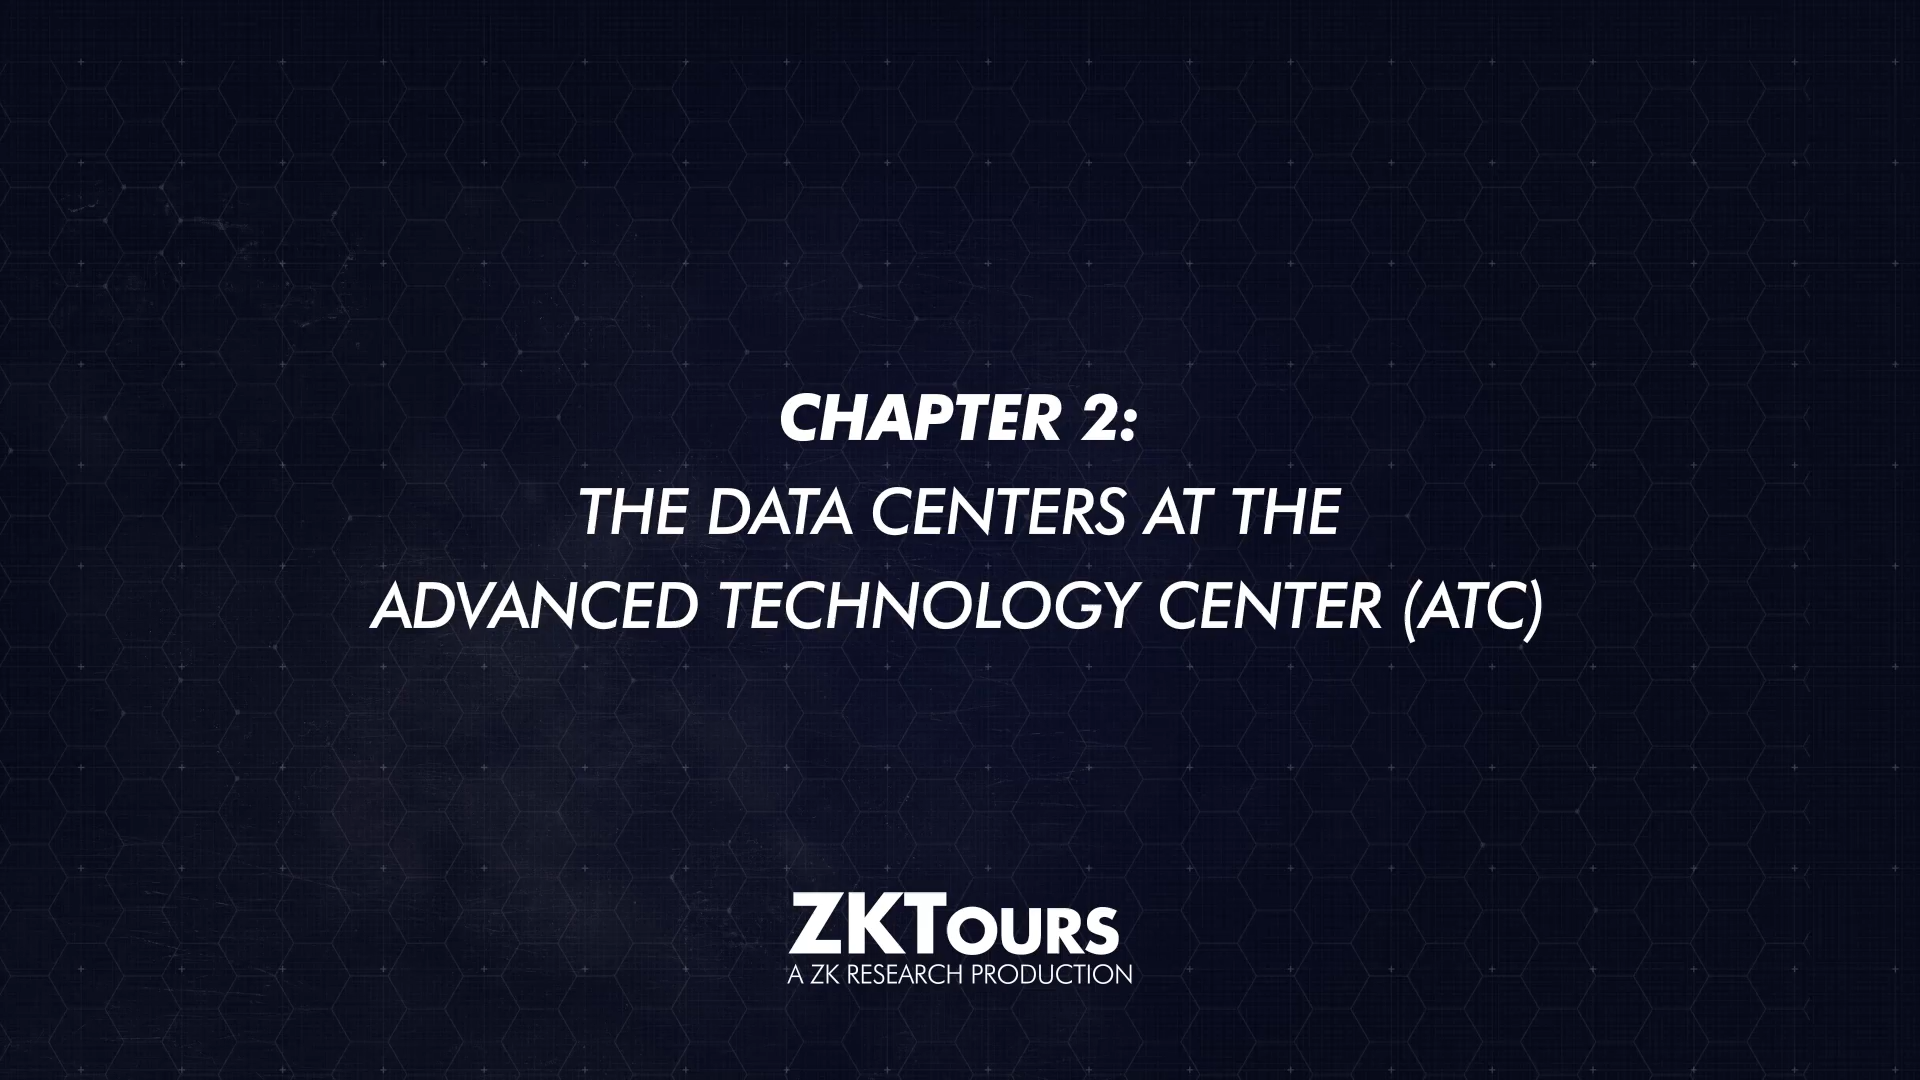 CHAPTER 2:
THE DATA CENTERS AT THE
ADVANCED TECHNOLOGY CENTER (ATC)
ZKTOURS
A ZK RESEARCH PRODUCTION